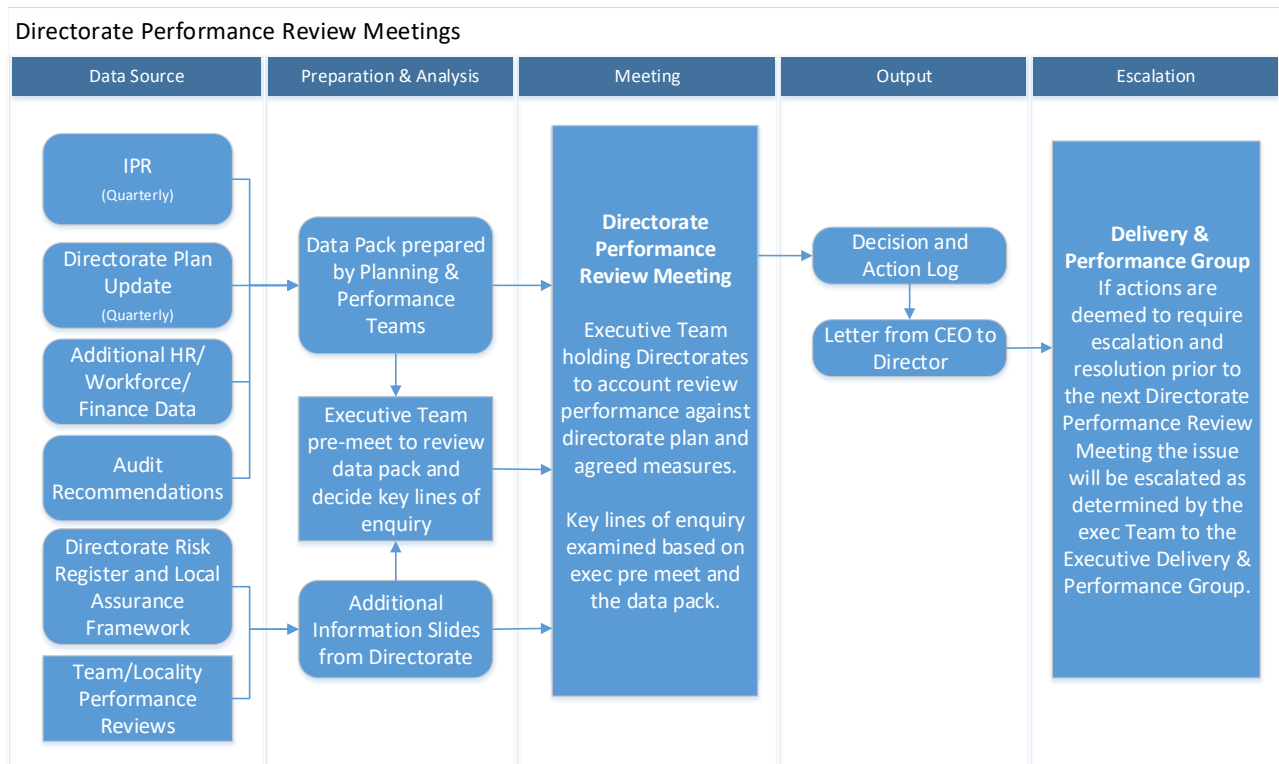 Directorate Performance Review Meetings
Data Source
Preparation & Analysis
Meeting
Output
Escalation
IPR
(Quarterly)
Directorate Plan
Update
(Quarterly)
Additional HR/
Workforce/
Finance Data
Audit
Recommendations
Directorate Risk
Register and Local
Assurance
Framework
Team/Locality
Performance
Reviews
Data Pack prepared
by Planning &
Performance
Teams
Executive Team
pre-meet to review
data pack and
decide key lines of
enquiry
Additional
Information Slides
from Directorate
Directorate
Performance
Review Meeting
Executive Team
holding Directorates
to account review
performance against
directorate plan and
agreed measures.
Key lines of enquiry
examined based on
exec pre meet and
the data pack.
Decision and
Action Log
Letter from CEO to
Director
Delivery &
Performance Group
If actions are
deemed to require
escalation and
resolution prior to
the next Directorate
Performance Review
Meeting the issue
will be escalated as
determined by the
exec Team to the
Executive Delivery &
Performance Group.